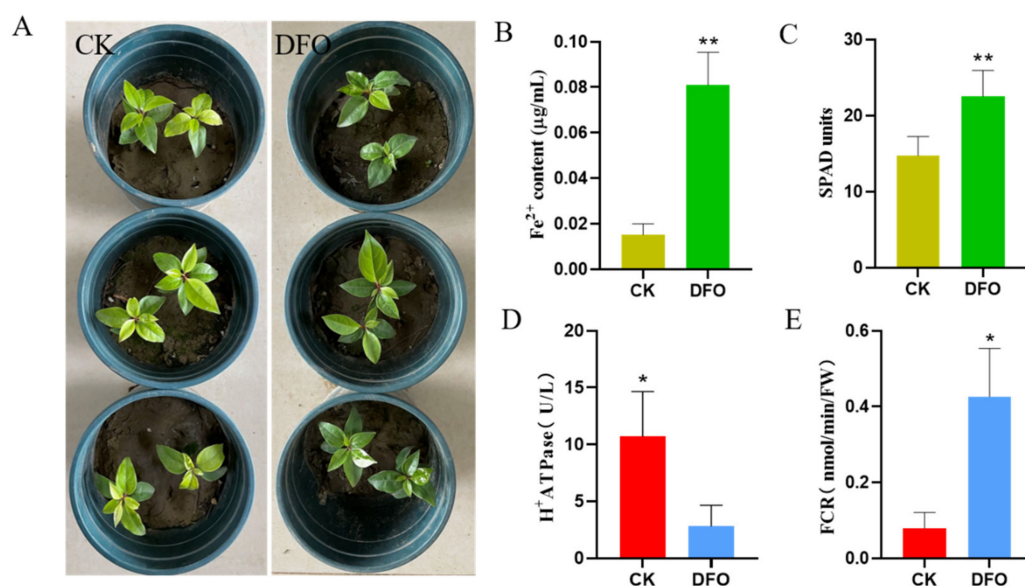 A
CK
DFO
B
Fe²⁺ content (μg/mL)
0.10
0.08
0.06
0.04
0.02
0.00
**
CK
DFO
C
SPAD units
30
20
10
0
**
CK
DFO
D
H⁺ATPase( U/L)
20
15
10
5
0
*
CK
DFO
E
FCR( nmol/min/FW)
0.6
0.4
0.2
0.0
*
CK
DFO